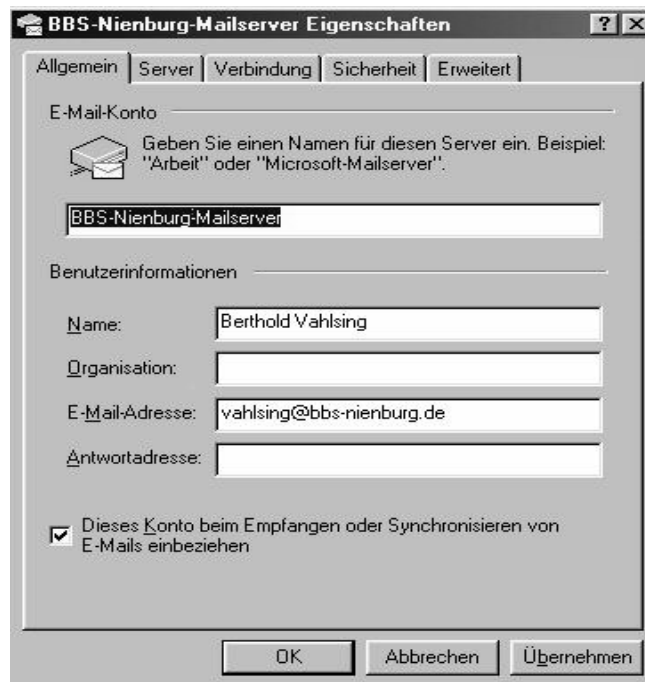 BBS-Nienburg-Mailserver Eigenschaften
Allgemein Server Verbindung Sicherheit Erweitert
E-Mail-Konto
Geben Sie einen Namen für diesen Server ein. Beispiel:
"Arbeit" oder "Microsoft-Mailserver".
BBS-Nienburg-Mailserver
Benutzerinformationen
Name: Berthold Vahlsing
Organisation:
E-Mail-Adresse: vahlsing@bbs-nienburg.de
Antwortadresse:
Dieses Konto beim Empfangen oder Synchronisieren von
E-Mails einbeziehen
OK Abbrechen Übernehmen